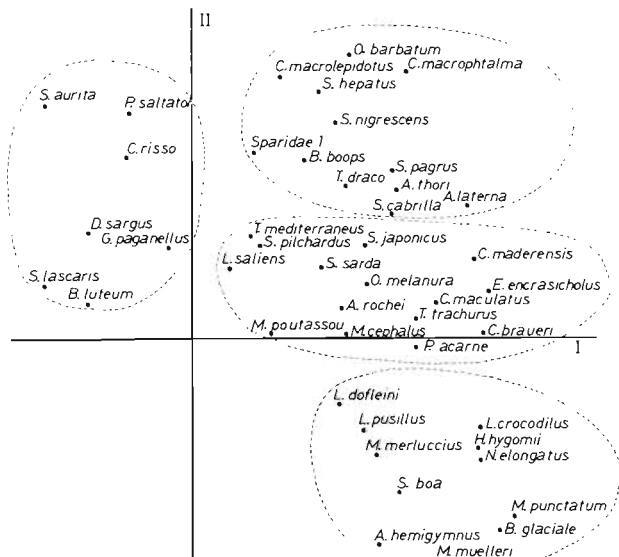 II
O. barbatum
C. macrolepidotus
C. macrophtalma
S. hepatus
S. aurita
P. saltator
S. nigrescens
C. risso
Sparidae 1
B. boops
S. pagrus
T. draco
A. thori
A. laterna
S. cabrilla
D. sargus
G. paganellus
T. mediterraneus
S. pilchardus
S. japonicus
C. maderensis
L. saliens
S. sarda
S. lascaris
O. melanura
E. encrasicholus
B. luteum
A. rochei
C. maculatus
T. trachurus
M. poutassou
M. cephalus
C. braueri
I
P. acarne
L. dofleini
L. pusillus
L. crocodilus
M. merluccius
H. hygomii
N. elongatus
S. boa
M. punctatum
A. hemigymnus
B. glaciale
M. muelleri